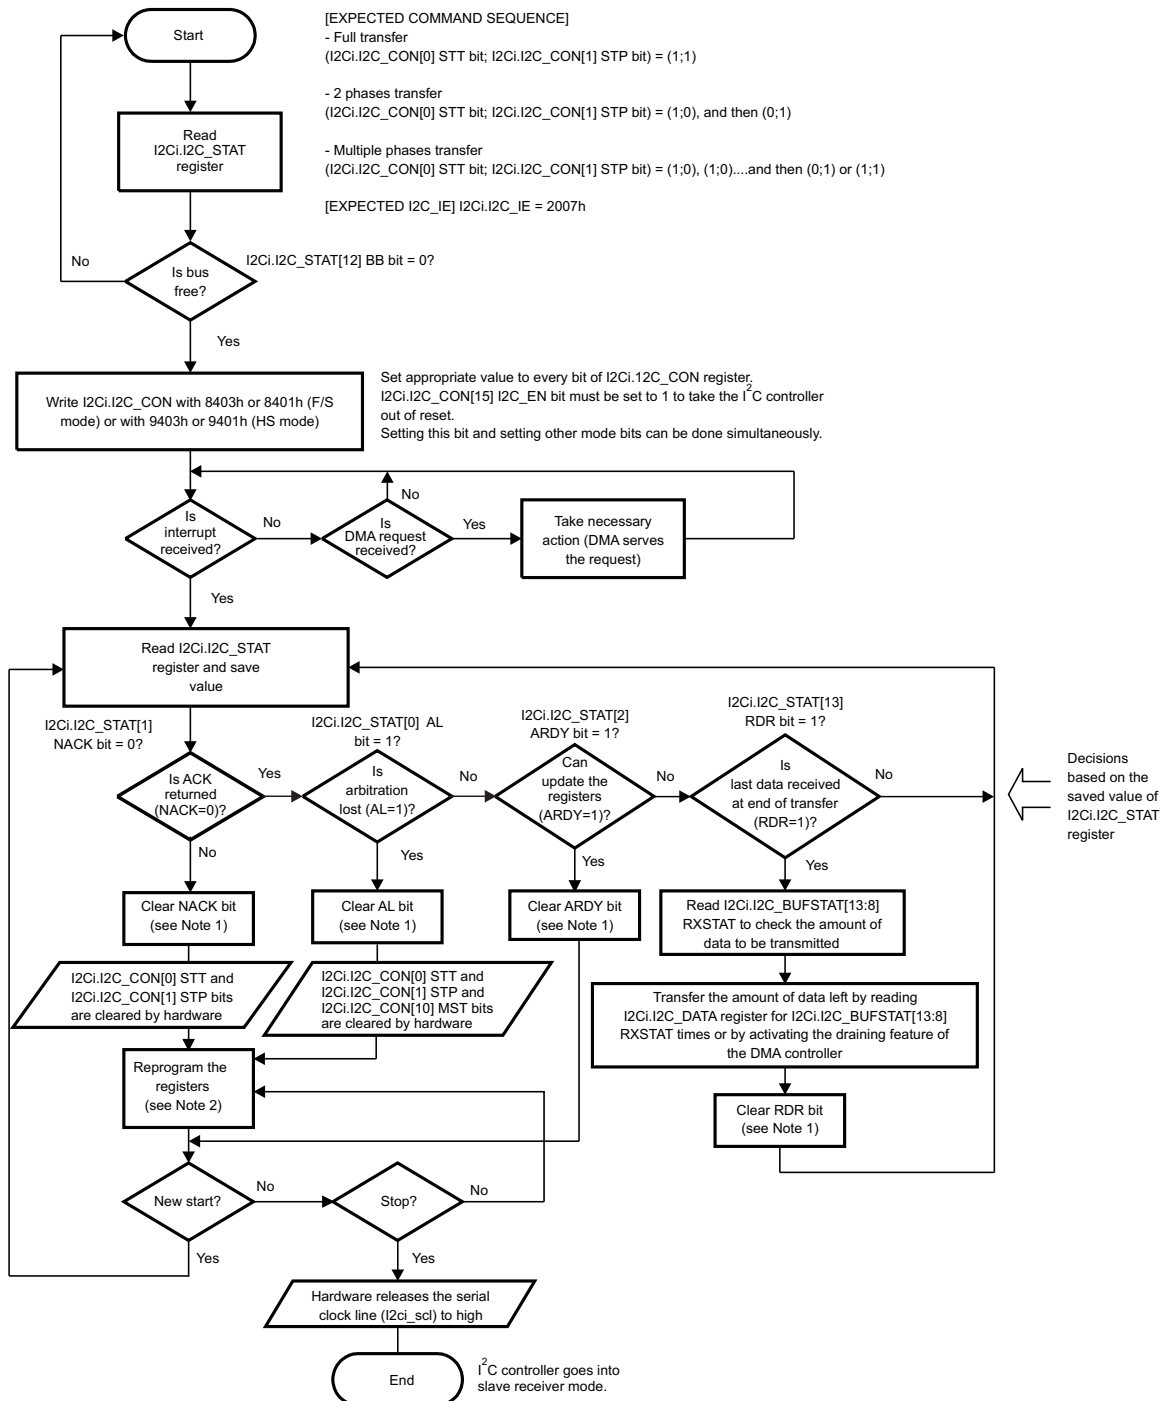 Start
[EXPECTED COMMAND SEQUENCE]
- Full transfer
(I2Ci.I2C_CON[0] STT bit; I2Ci.I2C_CON[1] STP bit) = (1;1)
- 2 phases transfer
(I2Ci.I2C_CON[0] STT bit; I2Ci.I2C_CON[1] STP bit) = (1;0), and then (0;1)
- Multiple phases transfer
(I2Ci.I2C_CON[0] STT bit; I2Ci.I2C_CON[1] STP bit) = (1;0), (1;0)....and then (0;1) or (1;1)
[EXPECTED I2C_IE] I2Ci.I2C_IE = 2007h
Read
I2Ci.I2C_STAT
register
No
I2Ci.I2C_STAT[12] BB bit = 0?
Is bus
free?
Yes
Write I2Ci.I2C_CON with 8403h or 8401h (F/S
mode) or with 9403h or 9401h (HS mode)
Set appropriate value to every bit of I2Ci.12C_CON register.
I2Ci.I2C_CON[15] I2C_EN bit must be set to 1 to take the I²C controller
out of reset.
Setting this bit and setting other mode bits can be done simultaneously.
Is
interrupt
received?
No
Is
DMA request
received?
No
Yes
Take necessary
action (DMA serves
the request)
Yes
Read I2Ci.I2C_STAT
register and save
value
I2Ci.I2C_STAT[1]
NACK bit = 0?
I2Ci.I2C_STAT[0] AL
bit = 1?
I2Ci.I2C_STAT[2]
ARDY bit = 1?
I2Ci.I2C_STAT[13]
RDR bit = 1?
Is ACK
returned
(NACK=0)?
Yes
Is
arbitration
lost (AL=1)?
No
Can
update the
registers
(ARDY=1)?
No
Is
last data received
at end of transfer
(RDR=1)?
No
Decisions
based on the
saved value of
I2Ci.I2C_STAT
register
No
Yes
Yes
Yes
Clear NACK bit
(see Note 1)
Clear AL bit
(see Note 1)
Clear ARDY bit
(see Note 1)
Read I2Ci.I2C_BUFSTAT[13:8]
RXSTAT to check the amount of
data to be transmitted
I2Ci.I2C_CON[0] STT and
I2Ci.I2C_CON[1] STP bits
are cleared by hardware
I2Ci.I2C_CON[0] STT and
I2Ci.I2C_CON[1] STP and
I2Ci.I2C_CON[10] MST bits
are cleared by hardware
Transfer the amount of data left by reading
I2Ci.I2C_DATA register for I2Ci.I2C_BUFSTAT[13:8]
RXSTAT times or by activating the draining feature of
the DMA controller
Reprogram the
registers
(see Note 2)
Clear RDR bit
(see Note 1)
New start?
No
Stop?
No
Yes
Yes
Hardware releases the serial
clock line (I2ci_scl) to high
End
I²C controller goes into
slave receiver mode.